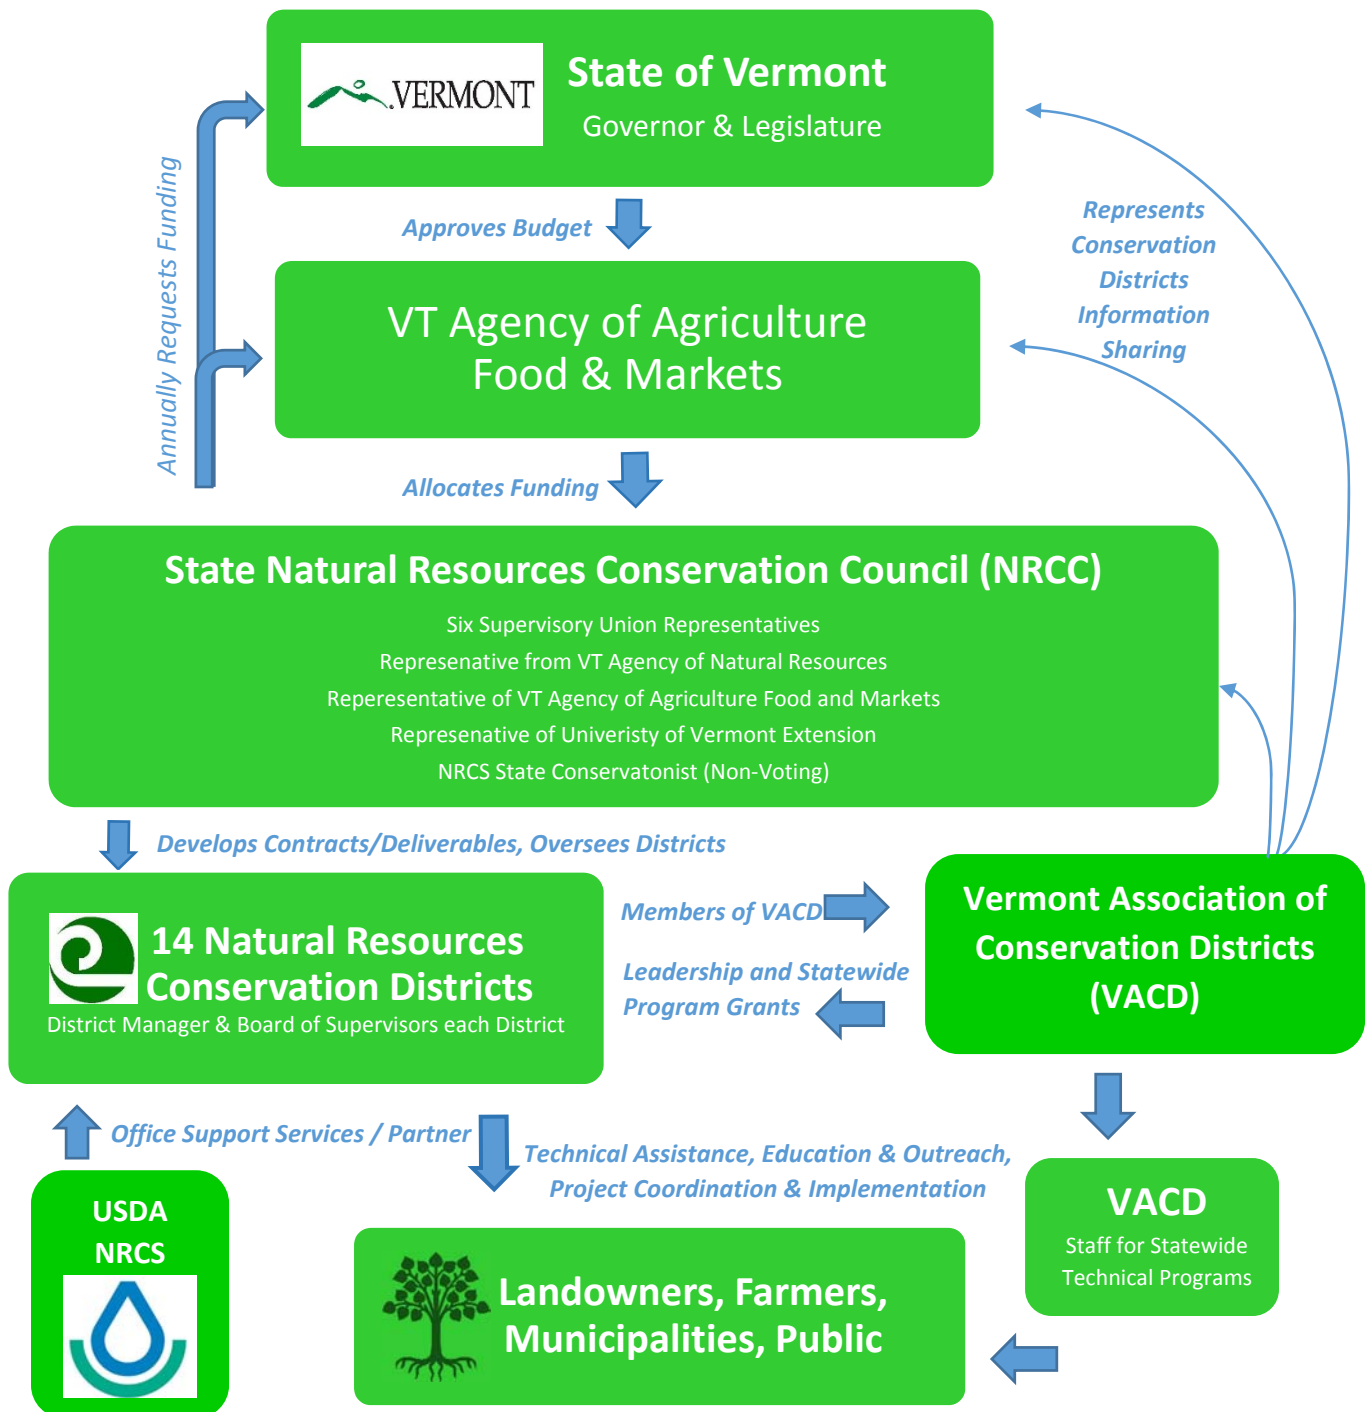 .VERMONT
State of Vermont
Governor & Legislature
Annually Requests Funding
Approves Budget
Represents
Conservation
Districts
Information
Sharing
VT Agency of Agriculture
Food & Markets
Allocates Funding
State Natural Resources Conservation Council (NRCC)
Six Supervisory Union Representatives
Represenative from VT Agency of Natural Resources
Reperesentative of VT Agency of Agriculture Food and Markets
Represenative of Univeristy of Vermont Extension
NRCS State Conservatonist (Non-Voting)
Develops Contracts/Deliverables, Oversees Districts
14 Natural Resources
Conservation Districts
District Manager & Board of Supervisors each District
Members of VACD
Leadership and Statewide
Program Grants
Vermont Association of
Conservation Districts
(VACD)
Office Support Services / Partner
Technical Assistance, Education & Outreach,
Project Coordination & Implementation
USDA
NRCS
Landowners, Farmers,
Municipalities, Public
VACD
Staff for Statewide
Technical Programs